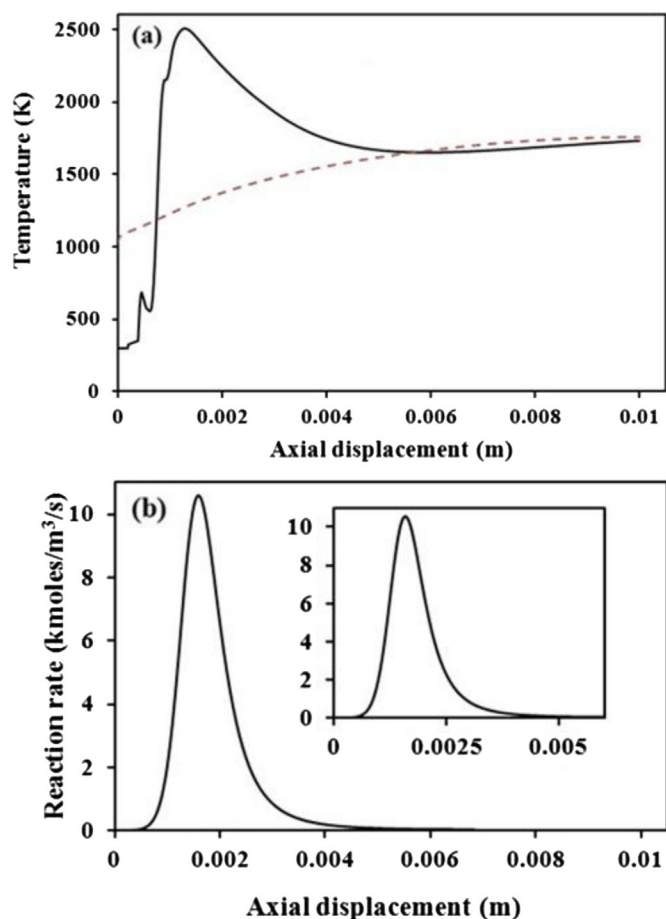 (a)
Temperature (K)
2500
2000
1500
1000
500
0
0 0.002 0.004 0.006 0.008 0.01
Axial displacement (m)
(b)
Reaction rate (kmoles/m³/s)
10
8
6
4
2
0
10
8
6
4
2
0
0 0.0025 0.005
0 0.002 0.004 0.006 0.008 0.01
Axial displacement (m)